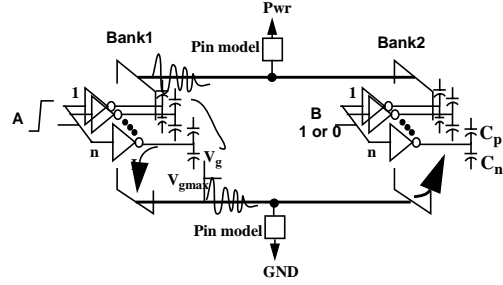 Pwr
Bank1
Pin model
Bank2
1
A
n
V_g
V_gmax
B
1 or 0
1
n
C_p
C_n
Pin model
GND